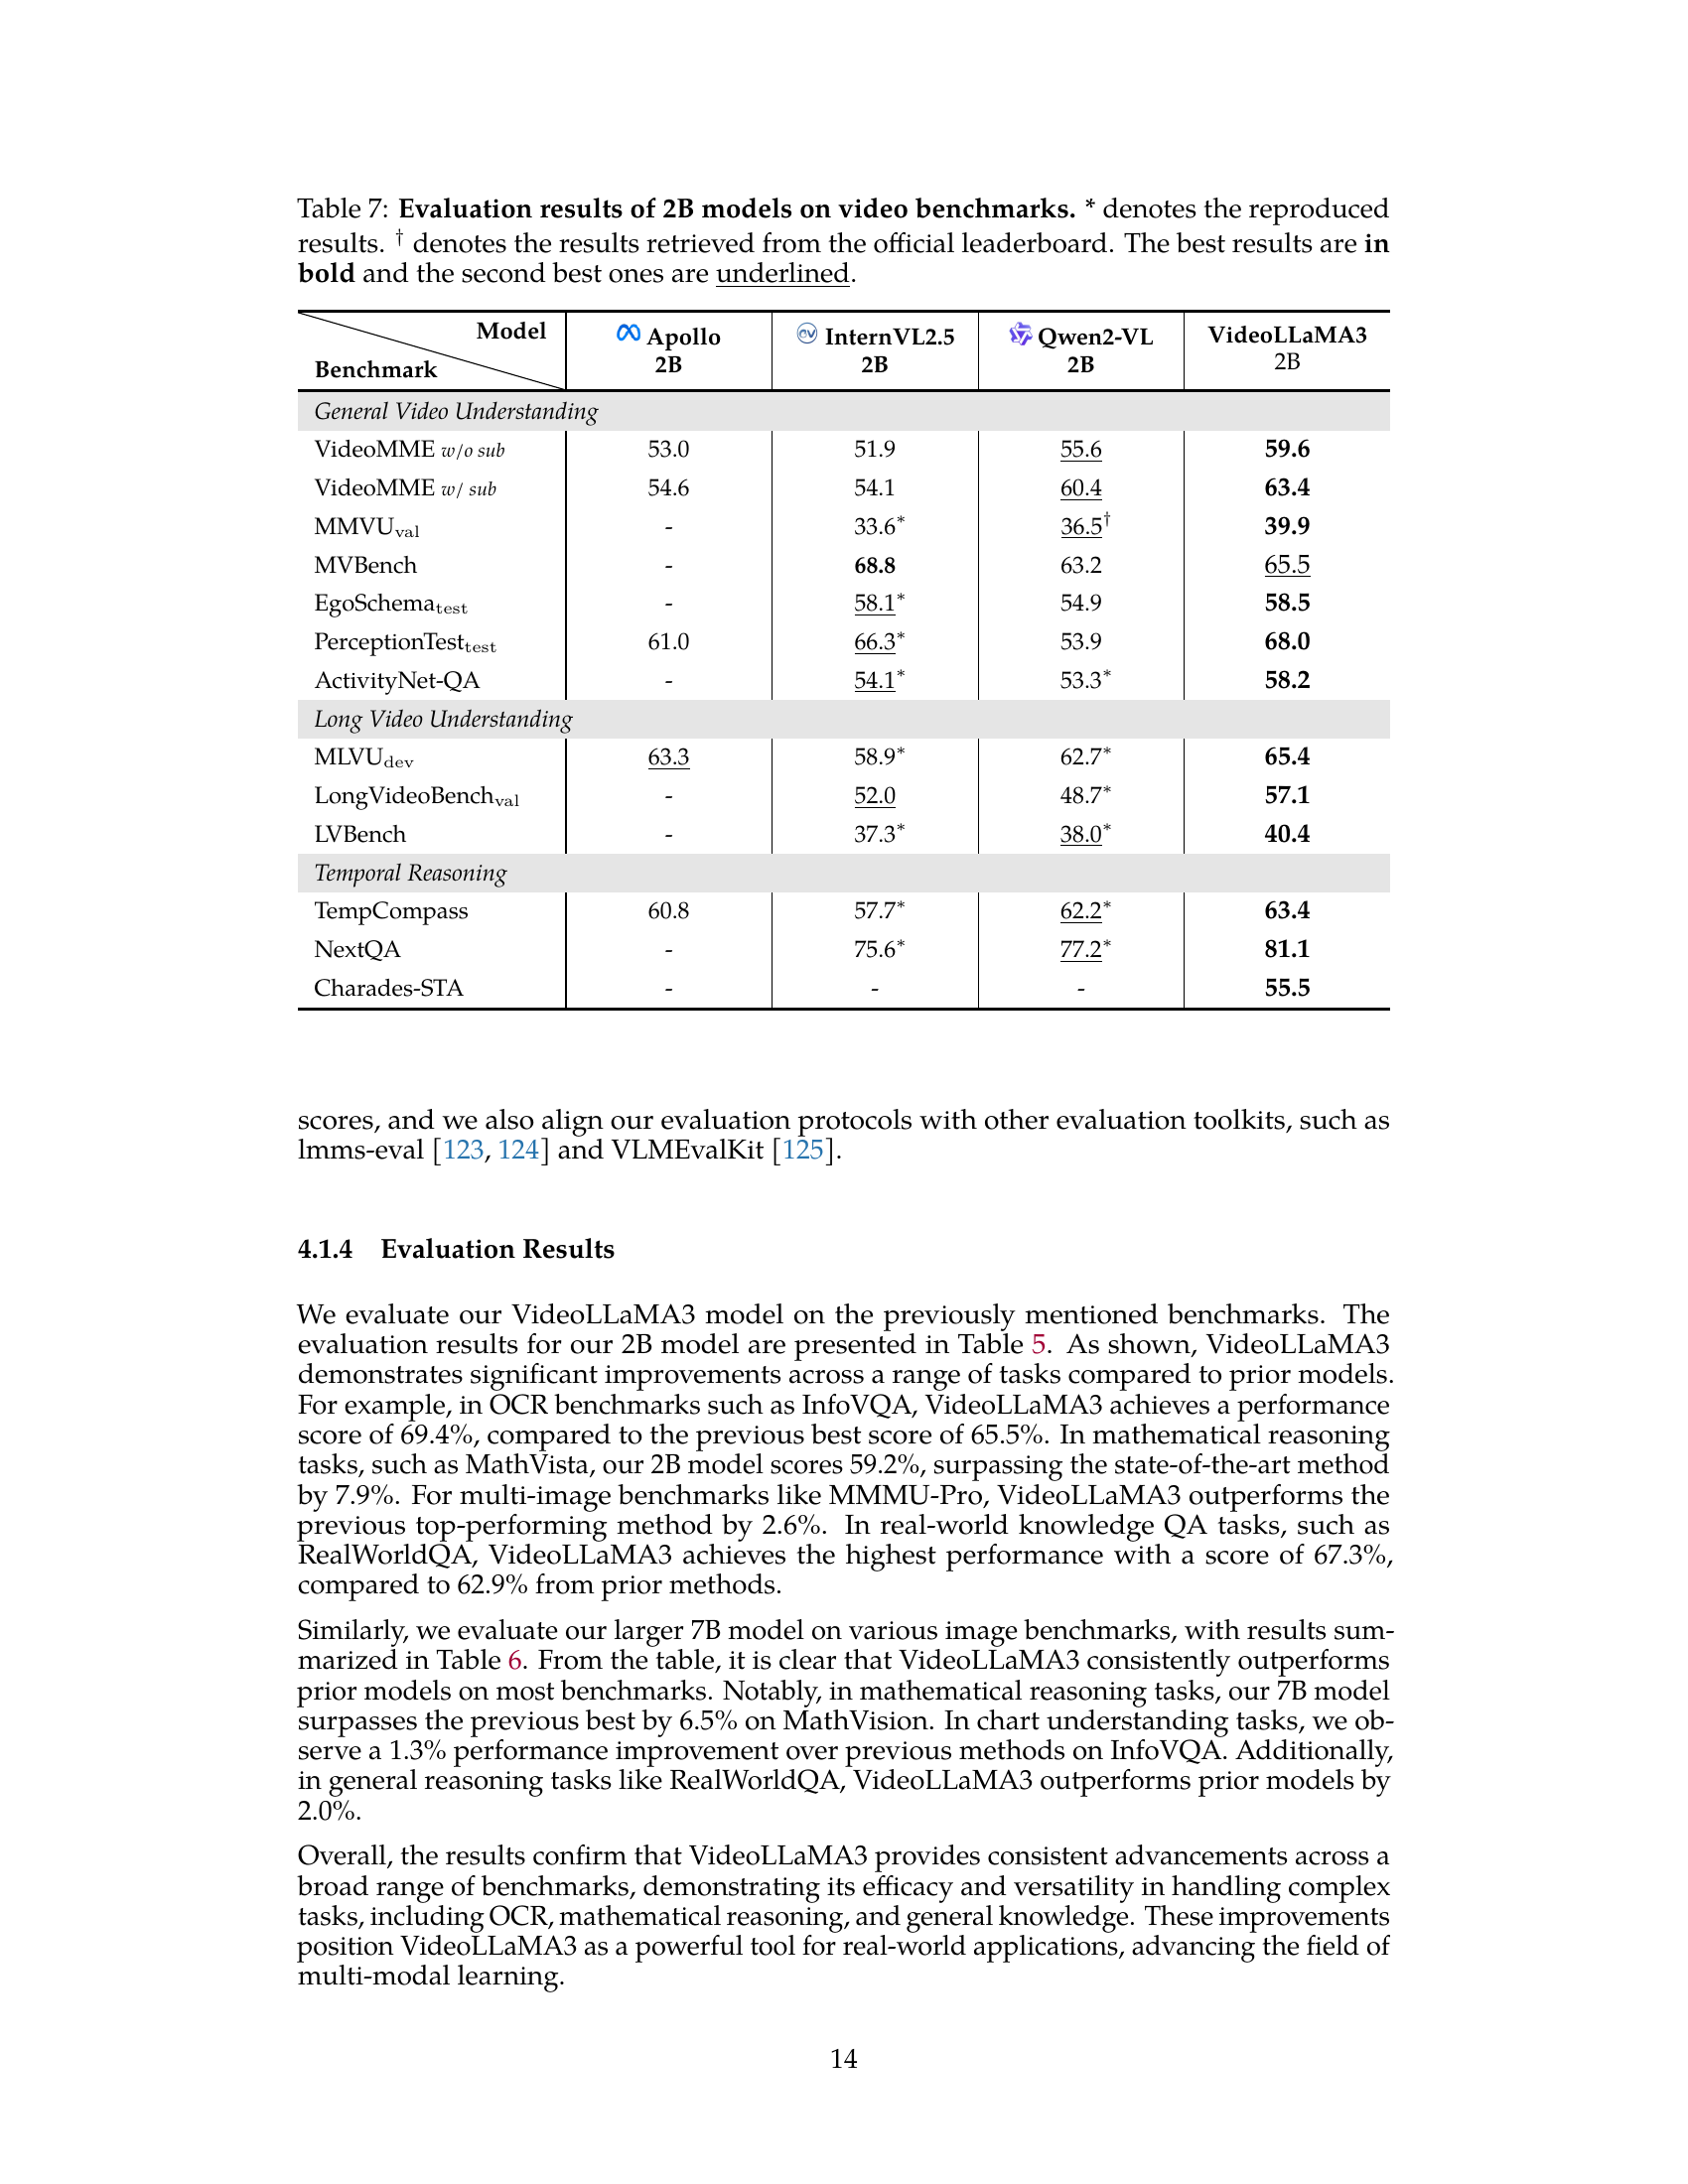 Table 7: Evaluation results of 2B models on video benchmarks. * denotes the reproduced
results. † denotes the results retrieved from the official leaderboard. The best results are in
bold and the second best ones are underlined.
Model Benchmark Apollo 2B InternVL2.5 2B Qwen2-VL 2B VideoLLaMA3 2B
General Video Understanding
VideoMME w/o sub 53.0 51.9 55.6 59.6
VideoMME w/ sub 54.6 54.1 60.4 63.4
MMVUval - 33.6* 36.5† 39.9
MVBench - 68.8 63.2 65.5
EgoSchematest - 58.1* 54.9 58.5
PerceptionTesttest 61.0 66.3* 53.9 68.0
ActivityNet-QA - 54.1* 53.3* 58.2
Long Video Understanding
MLVUdev 63.3 58.9* 62.7* 65.4
LongVideoBenchval - 52.0 48.7* 57.1
LVBench - 37.3* 38.0* 40.4
Temporal Reasoning
TempCompass 60.8 57.7* 62.2* 63.4
NextQA - 75.6* 77.2* 81.1
Charades-STA - - - 55.5
scores, and we also align our evaluation protocols with other evaluation toolkits, such as
lmms-eval [123, 124] and VLMEvalKit [125].
4.1.4 Evaluation Results
We evaluate our VideoLLaMA3 model on the previously mentioned benchmarks. The
evaluation results for our 2B model are presented in Table 5. As shown, VideoLLaMA3
demonstrates significant improvements across a range of tasks compared to prior models.
For example, in OCR benchmarks such as InfoVQA, VideoLLaMA3 achieves a performance
score of 69.4%, compared to the previous best score of 65.5%. In mathematical reasoning
tasks, such as MathVista, our 2B model scores 59.2%, surpassing the state-of-the-art method
by 7.9%. For multi-image benchmarks like MMMU-Pro, VideoLLaMA3 outperforms the
previous top-performing method by 2.6%. In real-world knowledge QA tasks, such as
RealWorldQA, VideoLLaMA3 achieves the highest performance with a score of 67.3%,
compared to 62.9% from prior methods.
Similarly, we evaluate our larger 7B model on various image benchmarks, with results sum-
marized in Table 6. From the table, it is clear that VideoLLaMA3 consistently outperforms
prior models on most benchmarks. Notably, in mathematical reasoning tasks, our 7B model
surpasses the previous best by 6.5% on MathVision. In chart understanding tasks, we ob-
serve a 1.3% performance improvement over previous methods on InfoVQA. Additionally,
in general reasoning tasks like RealWorldQA, VideoLLaMA3 outperforms prior models by
2.0%.
Overall, the results confirm that VideoLLaMA3 provides consistent advancements across a
broad range of benchmarks, demonstrating its efficacy and versatility in handling complex
tasks, including OCR, mathematical reasoning, and general knowledge. These improvements
position VideoLLaMA3 as a powerful tool for real-world applications, advancing the field of
multi-modal learning.
14